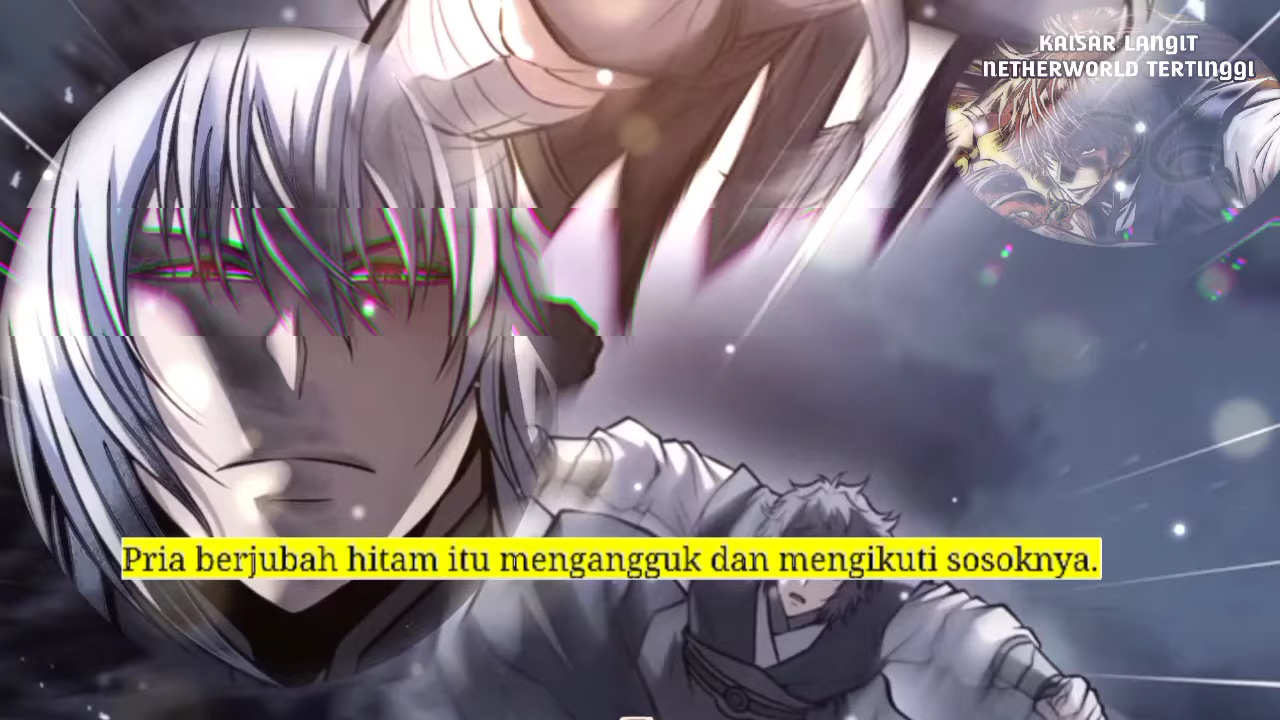 KAISAR LANGIT
NETHERWORLD TERTINGGI
Pria berjubah hitam itu mengangguk dan mengikuti sosoknya.